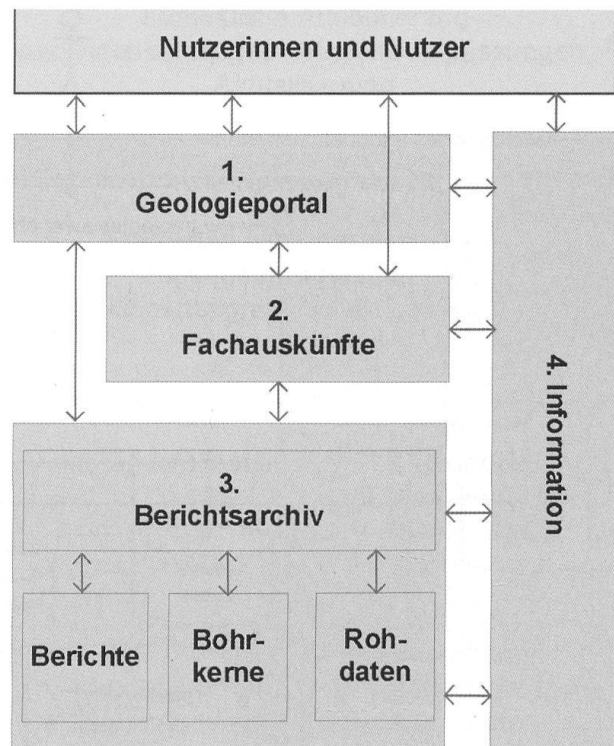 Nutzerinnen und Nutzer
1.
Geologieportal
2.
Fachauskünfte
4. Information
3.
Berichtsarchiv
Berichte
Bohr-
kerne
Roh-
daten